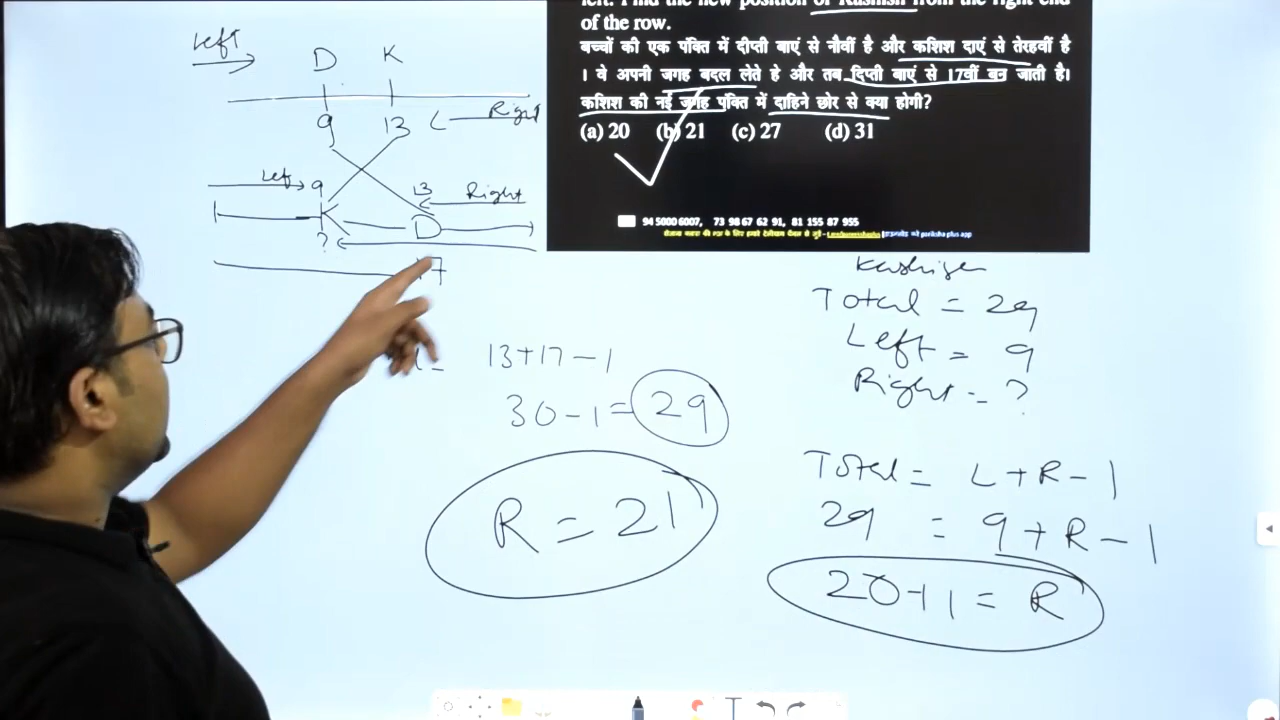 left. Find the new position of Kashish from the right end
of the row.
बच्चों की एक पंक्ति में दीप्ती बाएं से नौवीं है और कशिश दाएं से तेरहवीं है
। वे अपनी जगह बदल लेते हे और तब दिप्ती बाएं से 17वीं बन जाती है।
कशिश की नई जगह पंक्ति में दाहिने छोर से क्या होगी?
(a) 20 (b) 21 (c) 27 (d) 31
94 5000 6007, 73 98 67 62 91, 81 155 87 955
Left
D K
9 13 Right
Left 9 13 Right
K D
?
17
13+17-1
30-1=29
R = 21
Kashish
Total = 29
Left = 9
Right = ?
Total = L+R-1
29 = 9+R-1
20+1 = R